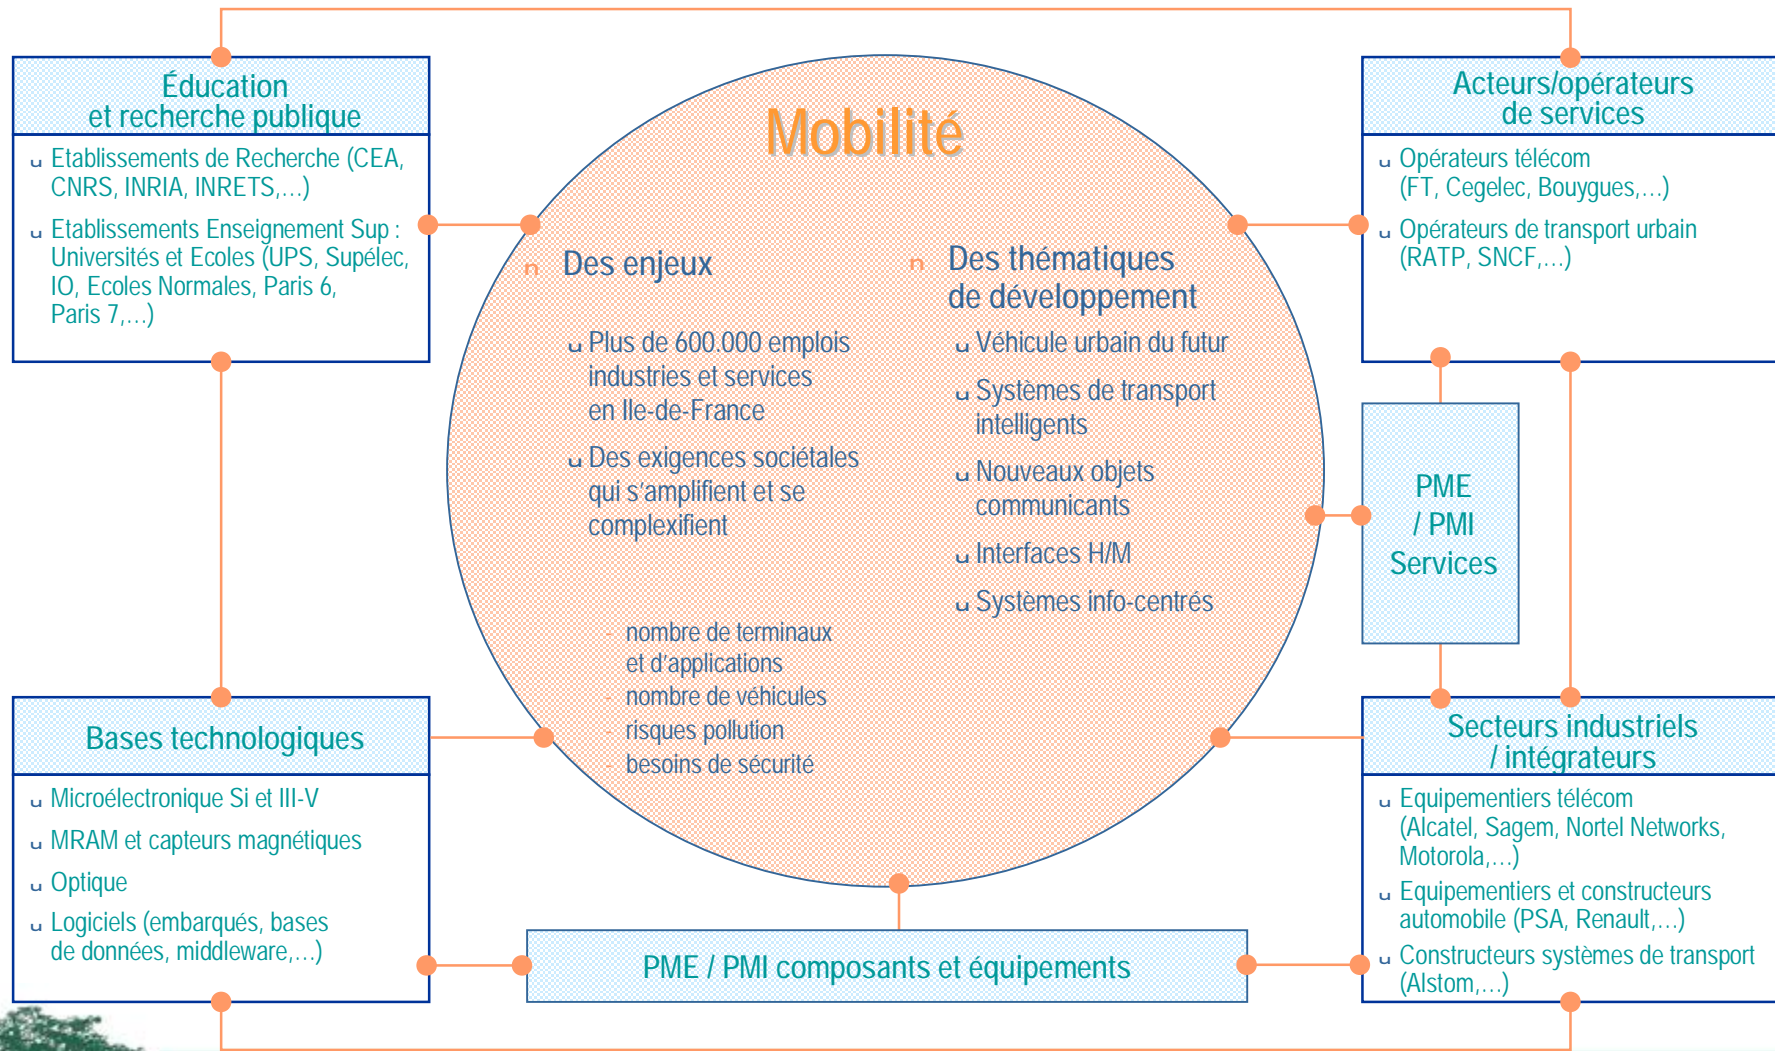 Éducation
et recherche publique
u Etablissements de Recherche (CEA,
CNRS, INRIA, INRETS,…)
u Etablissements Enseignement Sup :
Universités et Ecoles (UPS, Supélec,
IO, Ecoles Normales, Paris 6,
Paris 7,…)
Mobilité
n Des enjeux
u Plus de 600.000 emplois
industries et services
en Ile-de-France
u Des exigences sociétales
qui s’amplifient et se
complexifient
- nombre de terminaux
et d’applications
- nombre de véhicules
- risques pollution
- besoins de sécurité
n Des thématiques
de développement
u Véhicule urbain du futur
u Systèmes de transport
intelligents
u Nouveaux objets
communicants
u Interfaces H/M
u Systèmes info-centrés
Acteurs/opérateurs
de services
u Opérateurs télécom
(FT, Cegelec, Bouygues,…)
u Opérateurs de transport urbain
(RATP, SNCF,…)
PME
/ PMI
Services
Bases technologiques
u Microélectronique Si et III-V
u MRAM et capteurs magnétiques
u Optique
u Logiciels (embarqués, bases
de données, middleware,…)
PME / PMI composants et équipements
Secteurs industriels
/ intégrateurs
u Equipementiers télécom
(Alcatel, Sagem, Nortel Networks,
Motorola,…)
u Equipementiers et constructeurs
automobile (PSA, Renault,…)
u Constructeurs systèmes de transport
(Alstom,…)